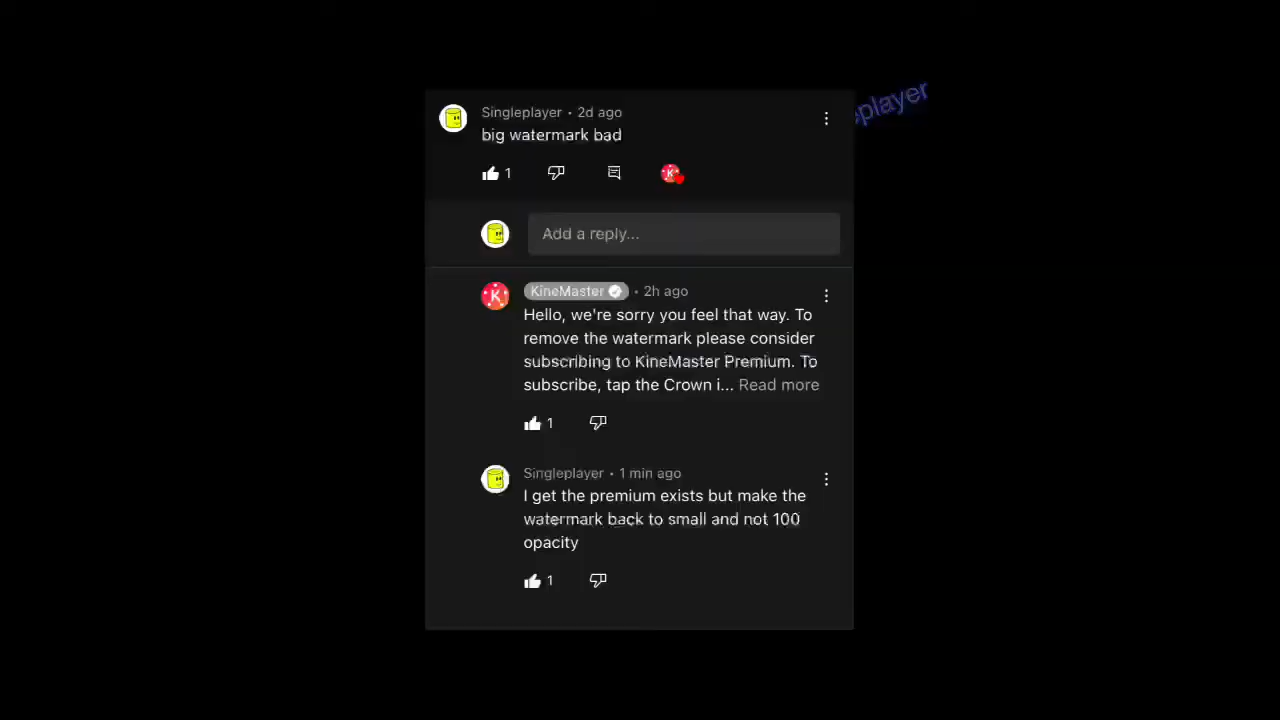 Singleplayer • 2d ago
player
big watermark bad
1
Add a reply...
KineMaster • 2h ago
Hello, we're sorry you feel that way. To
remove the watermark please consider
subscribing to KineMaster Premium. To
subscribe, tap the Crown i... Read more
1
Singleplayer • 1 min ago
I get the premium exists but make the
watermark back to small and not 100
opacity
1